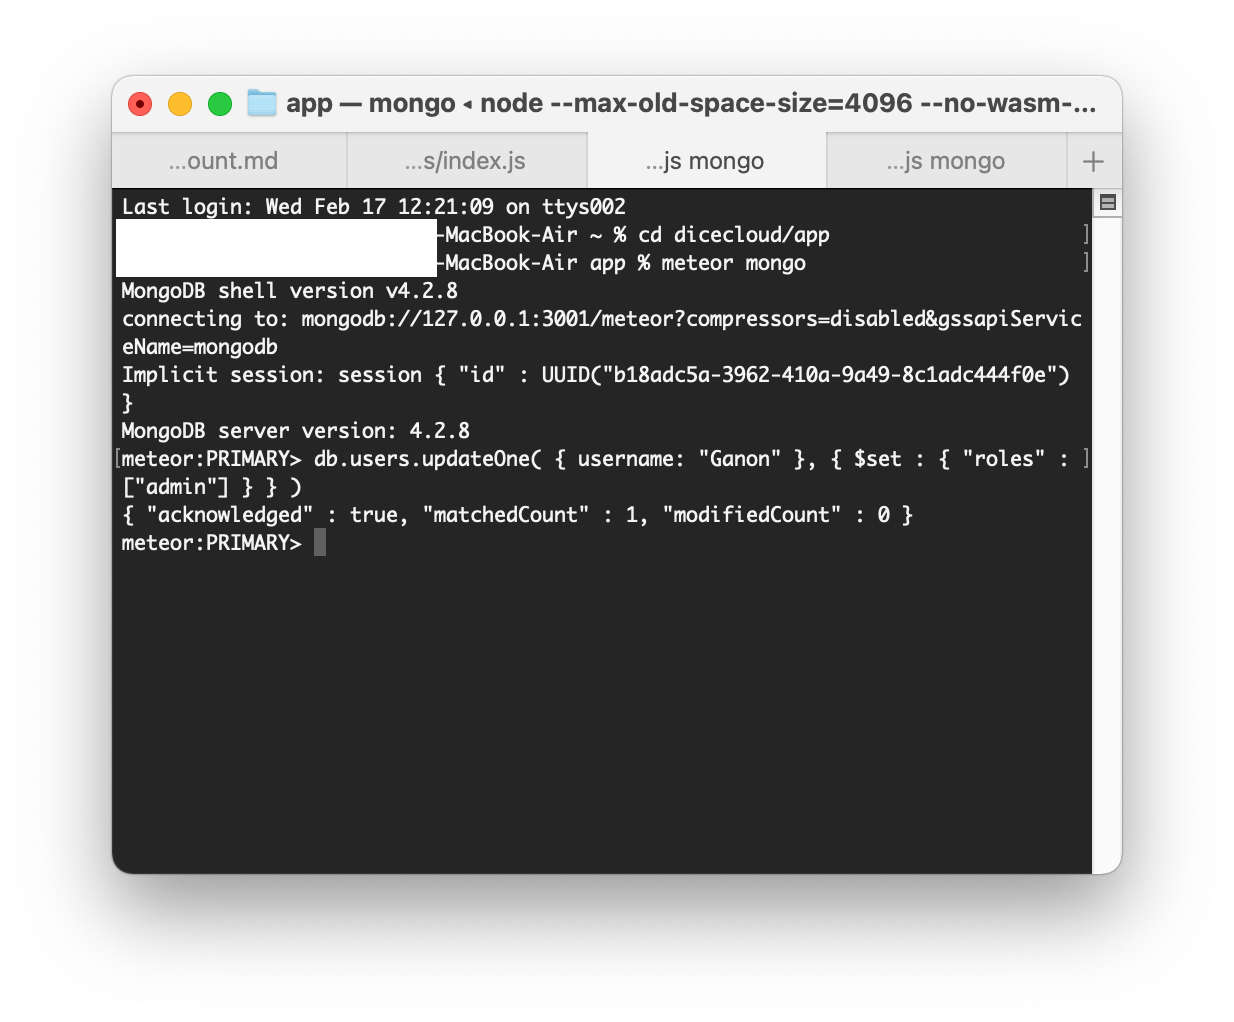 app — mongo ◂ node --max-old-space-size=4096 --no-wasm-...
...ount.md ...s/index.js ...js mongo ...js mongo +
Last login: Wed Feb 17 12:21:09 on ttys002
-MacBook-Air ~ % cd dicecloud/app
-MacBook-Air app % meteor mongo
MongoDB shell version v4.2.8
connecting to: mongodb://127.0.0.1:3001/meteor?compressors=disabled&gssapiServic
eName=mongodb
Implicit session: session { "id" : UUID("b18adc5a-3962-410a-9a49-8c1adc444f0e")
}
MongoDB server version: 4.2.8
meteor:PRIMARY> db.users.updateOne( { username: "Ganon" }, { $set : { "roles" :
["admin"] } } )
{ "acknowledged" : true, "matchedCount" : 1, "modifiedCount" : 0 }
meteor:PRIMARY>